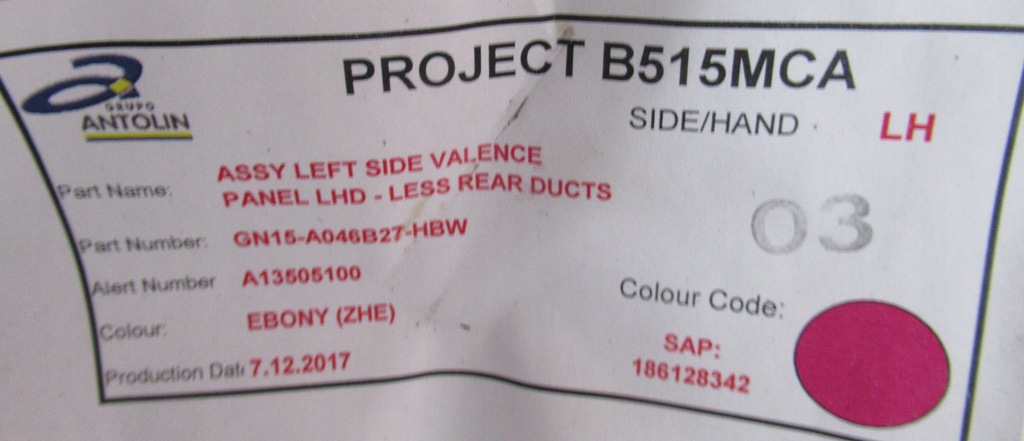 PROJECT B515MCA
GRUPO
ANTOLIN
SIDE/HAND LH
Part Name: ASSY LEFT SIDE VALENCE
PANEL LHD - LESS REAR DUCTS
03
Part Number: GN15-A046B27-HBW
Alert Number A13505100
Colour: EBONY (ZHE)
Production Dat 7.12.2017
Colour Code:
SAP:
186128342